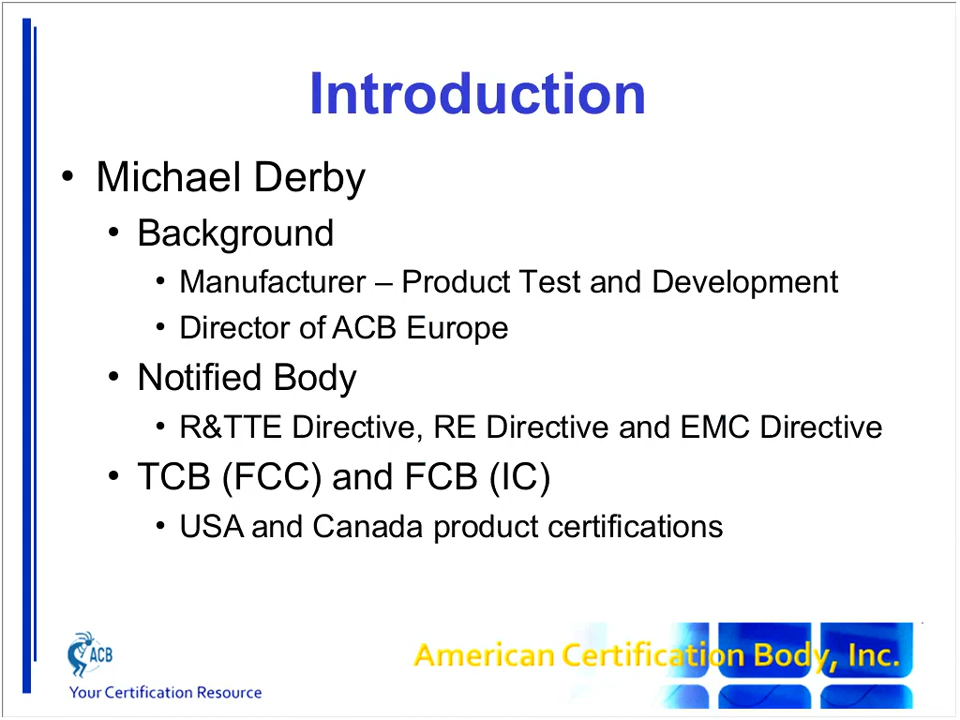 Introduction
• Michael Derby
• Background
• Manufacturer – Product Test and Development
• Director of ACB Europe
• Notified Body
• R&TTE Directive, RE Directive and EMC Directive
• TCB (FCC) and FCB (IC)
• USA and Canada product certifications
ACB
American Certification Body, Inc.
Your Certification Resource